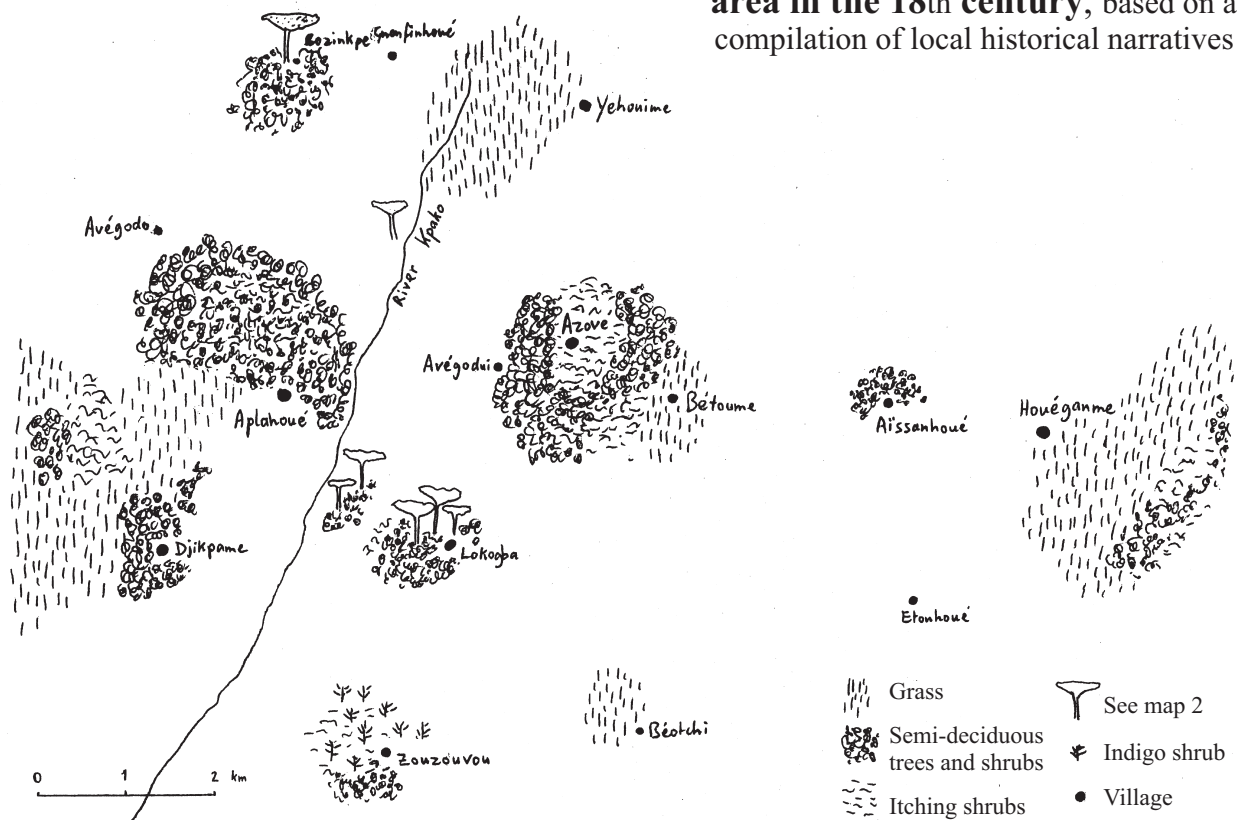 area in the 18th century, based on a
compilation of local historical narratives
Bozinkpe
Gnonfinhoué
Yehouime
Avégodo
River Kpako
Azove
Avégodui
Bétoume
Aplahoué
Aïssanhoué
Houéganme
Djikpame
Lokogba
Etonhoué
Béotchi
Zouzouvou
0 1 2 km
Grass
Semi-deciduous
trees and shrubs
Itching shrubs
See map 2
Indigo shrub
Village